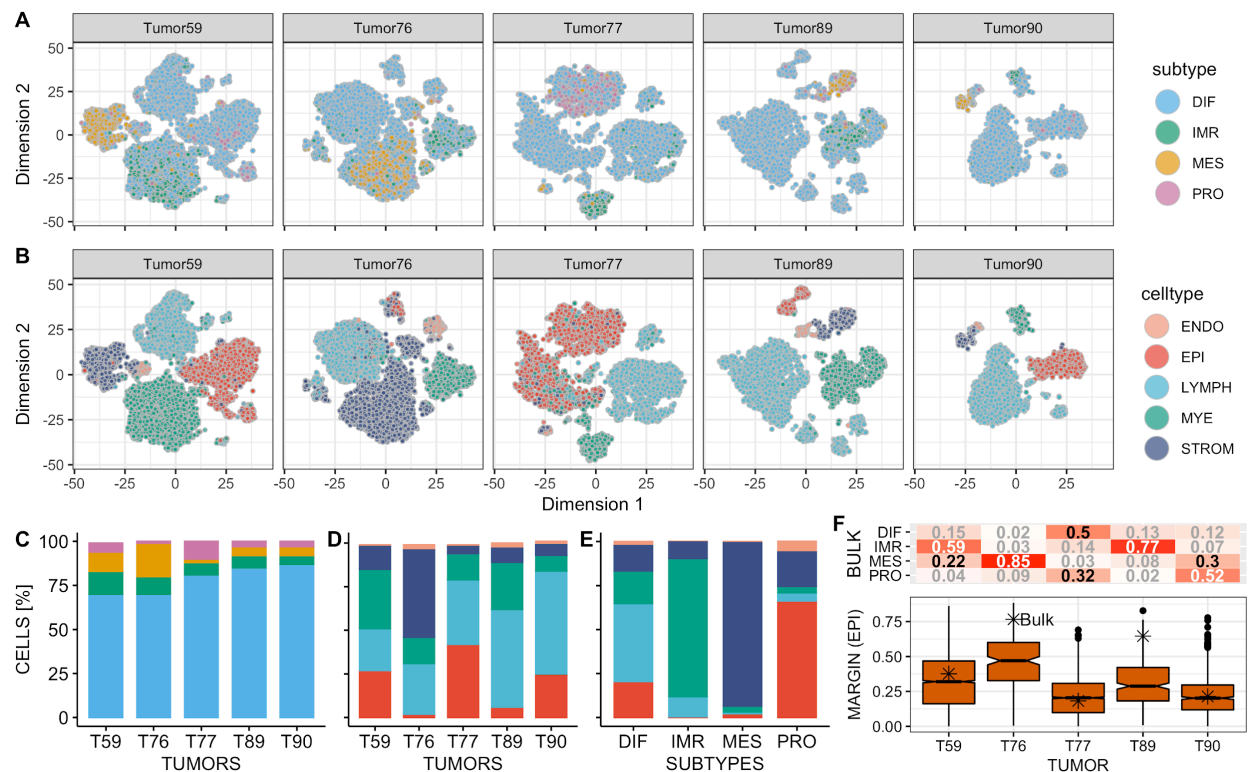 A
Tumor59 Tumor76 Tumor77 Tumor89 Tumor90
50
25
0
-25
-50
Dimension 2
subtype
DIF
IMR
MES
PRO
B
Tumor59 Tumor76 Tumor77 Tumor89 Tumor90
50
25
0
-25
-50
Dimension 2
-50 -25 0 25 -50 -25 0 25 -50 -25 0 25 -50 -25 0 25 -50 -25 0 25
Dimension 1
celltype
ENDO
EPI
LYMPH
MYE
STROM
C
100
75
50
25
0
CELLS [%]
T59 T76 T77 T89 T90
TUMORS
D
T59 T76 T77 T89 T90
TUMORS
E
DIF IMR MES PRO
SUBTYPES
F
BULK
DIF 0.15 0.02 0.5 0.13 0.12
IMR 0.59 0.03 0.14 0.77 0.07
MES 0.22 0.85 0.03 0.08 0.3
PRO 0.04 0.09 0.32 0.02 0.52
MARGIN (EPI)
0.75
0.50
0.25
0.00
Bulk
T59 T76 T77 T89 T90
TUMOR